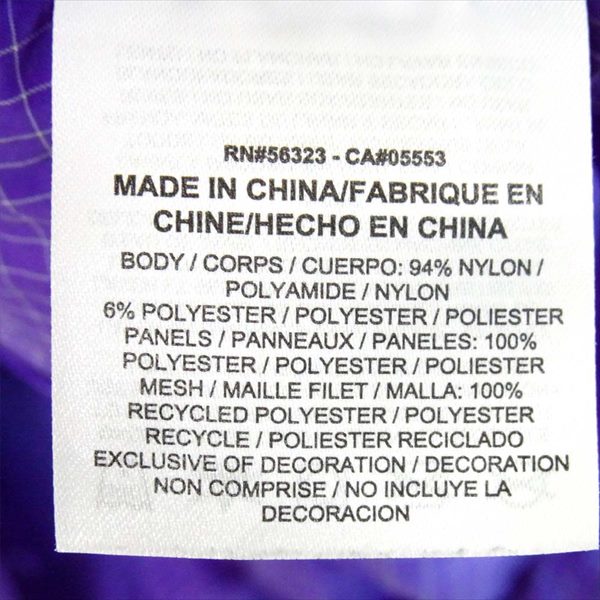 RN#56323 - CA#05553
MADE IN CHINA/FABRIQUE EN
CHINE/HECHO EN CHINA
BODY / CORPS / CUERPO: 94% NYLON /
POLYAMIDE / NYLON
6% POLYESTER / POLYESTER / POLIESTER
PANELS / PANNEAUX / PANELES: 100%
POLYESTER / POLYESTER / POLIESTER
MESH / MAILLE FILET / MALLA: 100%
RECYCLED POLYESTER / POLYESTER
RECYCLE / POLIESTER RECICLADO
EXCLUSIVE OF DECORATION / DECORATION
NON COMPRISE / NO INCLUYE LA
DECORACION